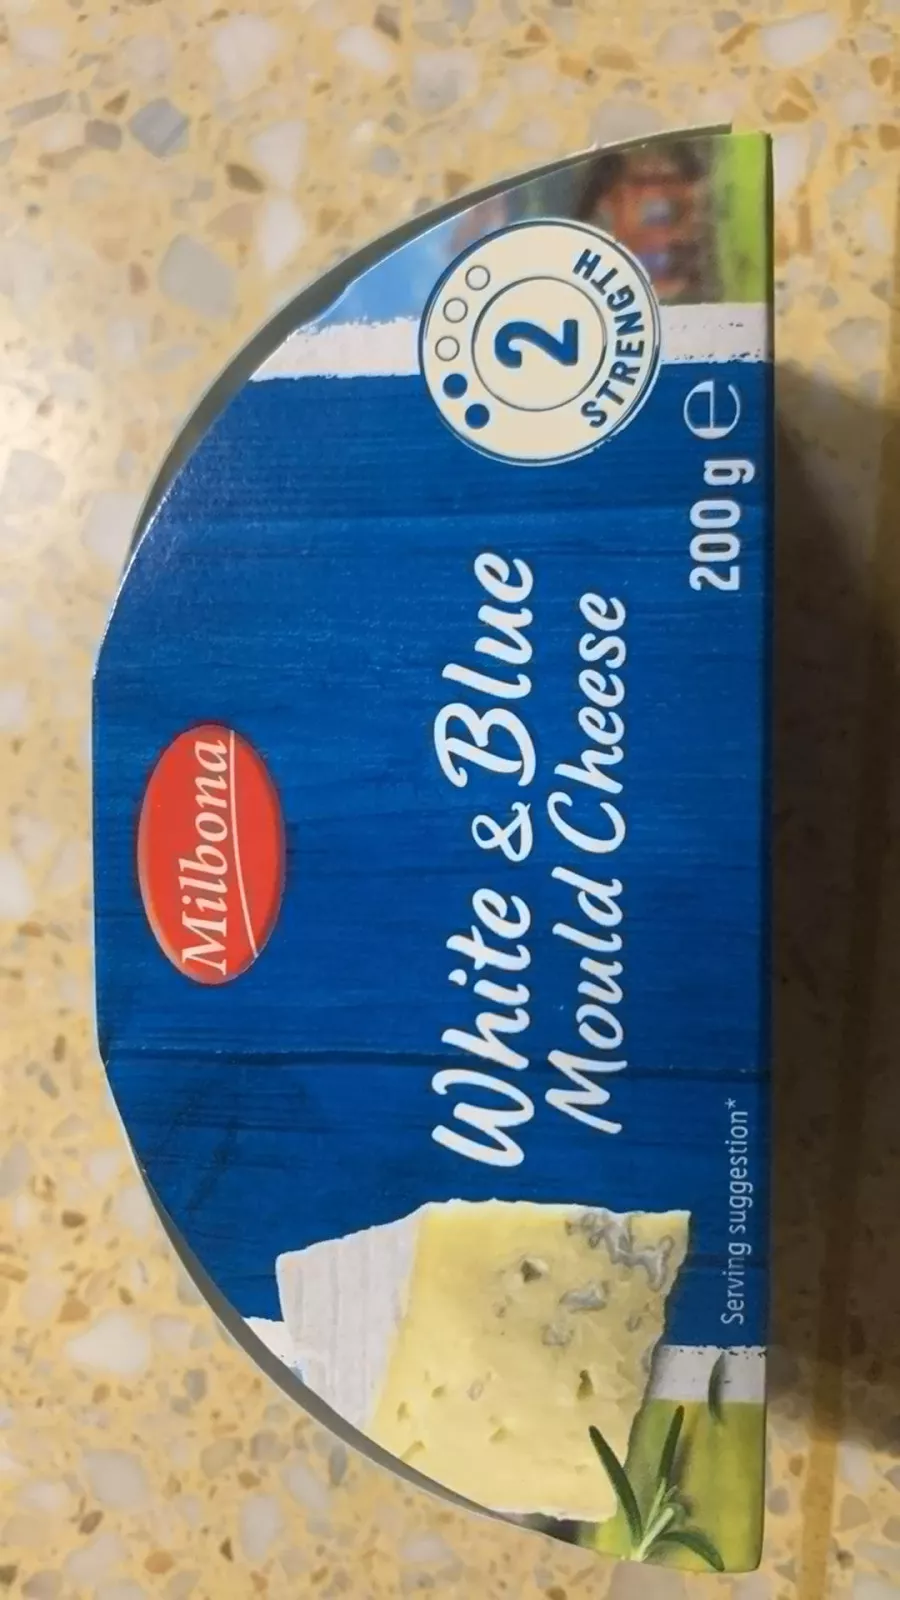 Milbona
White & Blue
Mould Cheese
2
STRENGTH
200 g e
Serving suggestion*